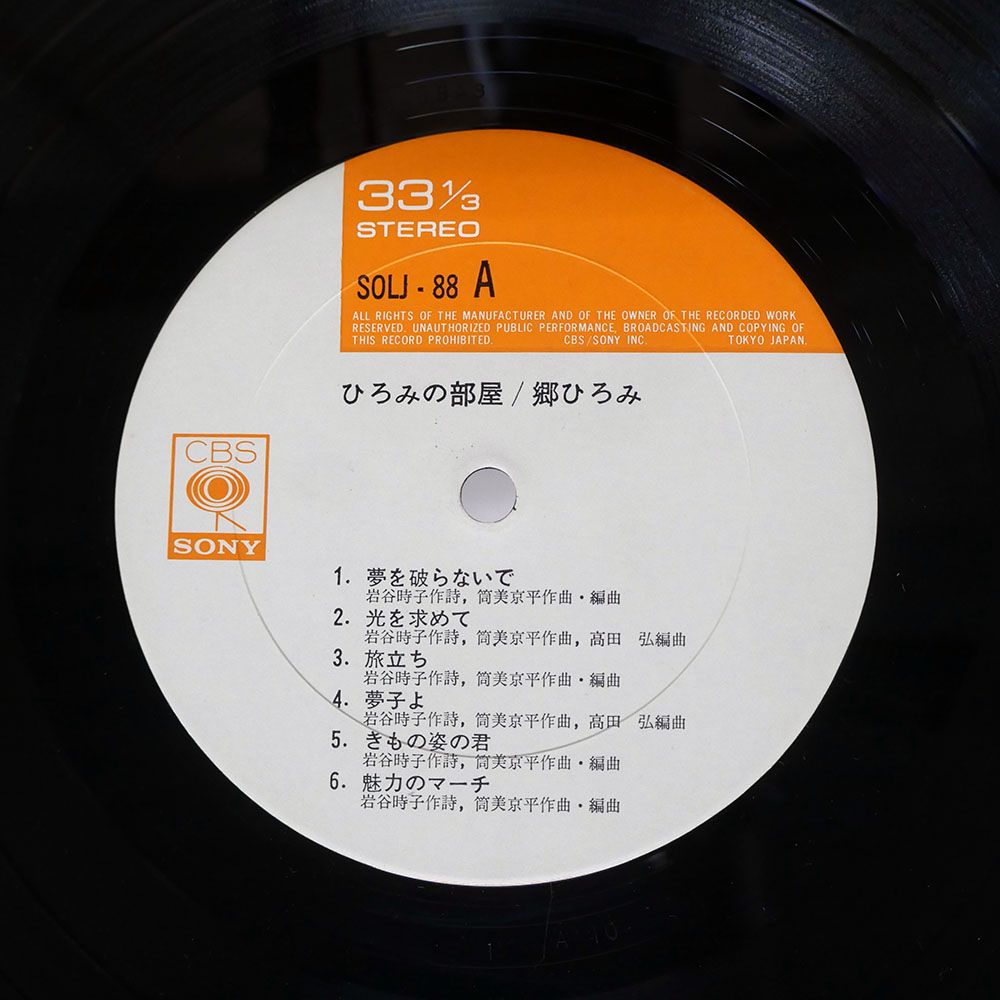 33 1/3
STEREO
SOLJ - 88 A
ALL RIGHTS OF THE MANUFACTURER AND OF THE OWNER OF THE RECORDED WORK
RESERVED. UNAUTHORIZED PUBLIC PERFORMANCE, BROADCASTING AND COPYING OF
THIS RECORD PROHIBITED. CBS/SONY INC. TOKYO JAPAN.
ひろみの部屋 / 郷ひろみ
CBS
SONY
1. 夢を破らないで
岩谷時子作詩, 筒美京平作曲・編曲
2. 光を求めて
岩谷時子作詩, 筒美京平作曲, 高田 弘編曲
3. 旅立ち
岩谷時子作詩, 筒美京平作曲・編曲
4. 夢子よ
岩谷時子作詩, 筒美京平作曲, 高田 弘編曲
5. きもの姿の君
岩谷時子作詩, 筒美京平作曲・編曲
6. 魅力のマーチ
岩谷時子作詩, 筒美京平作曲・編曲